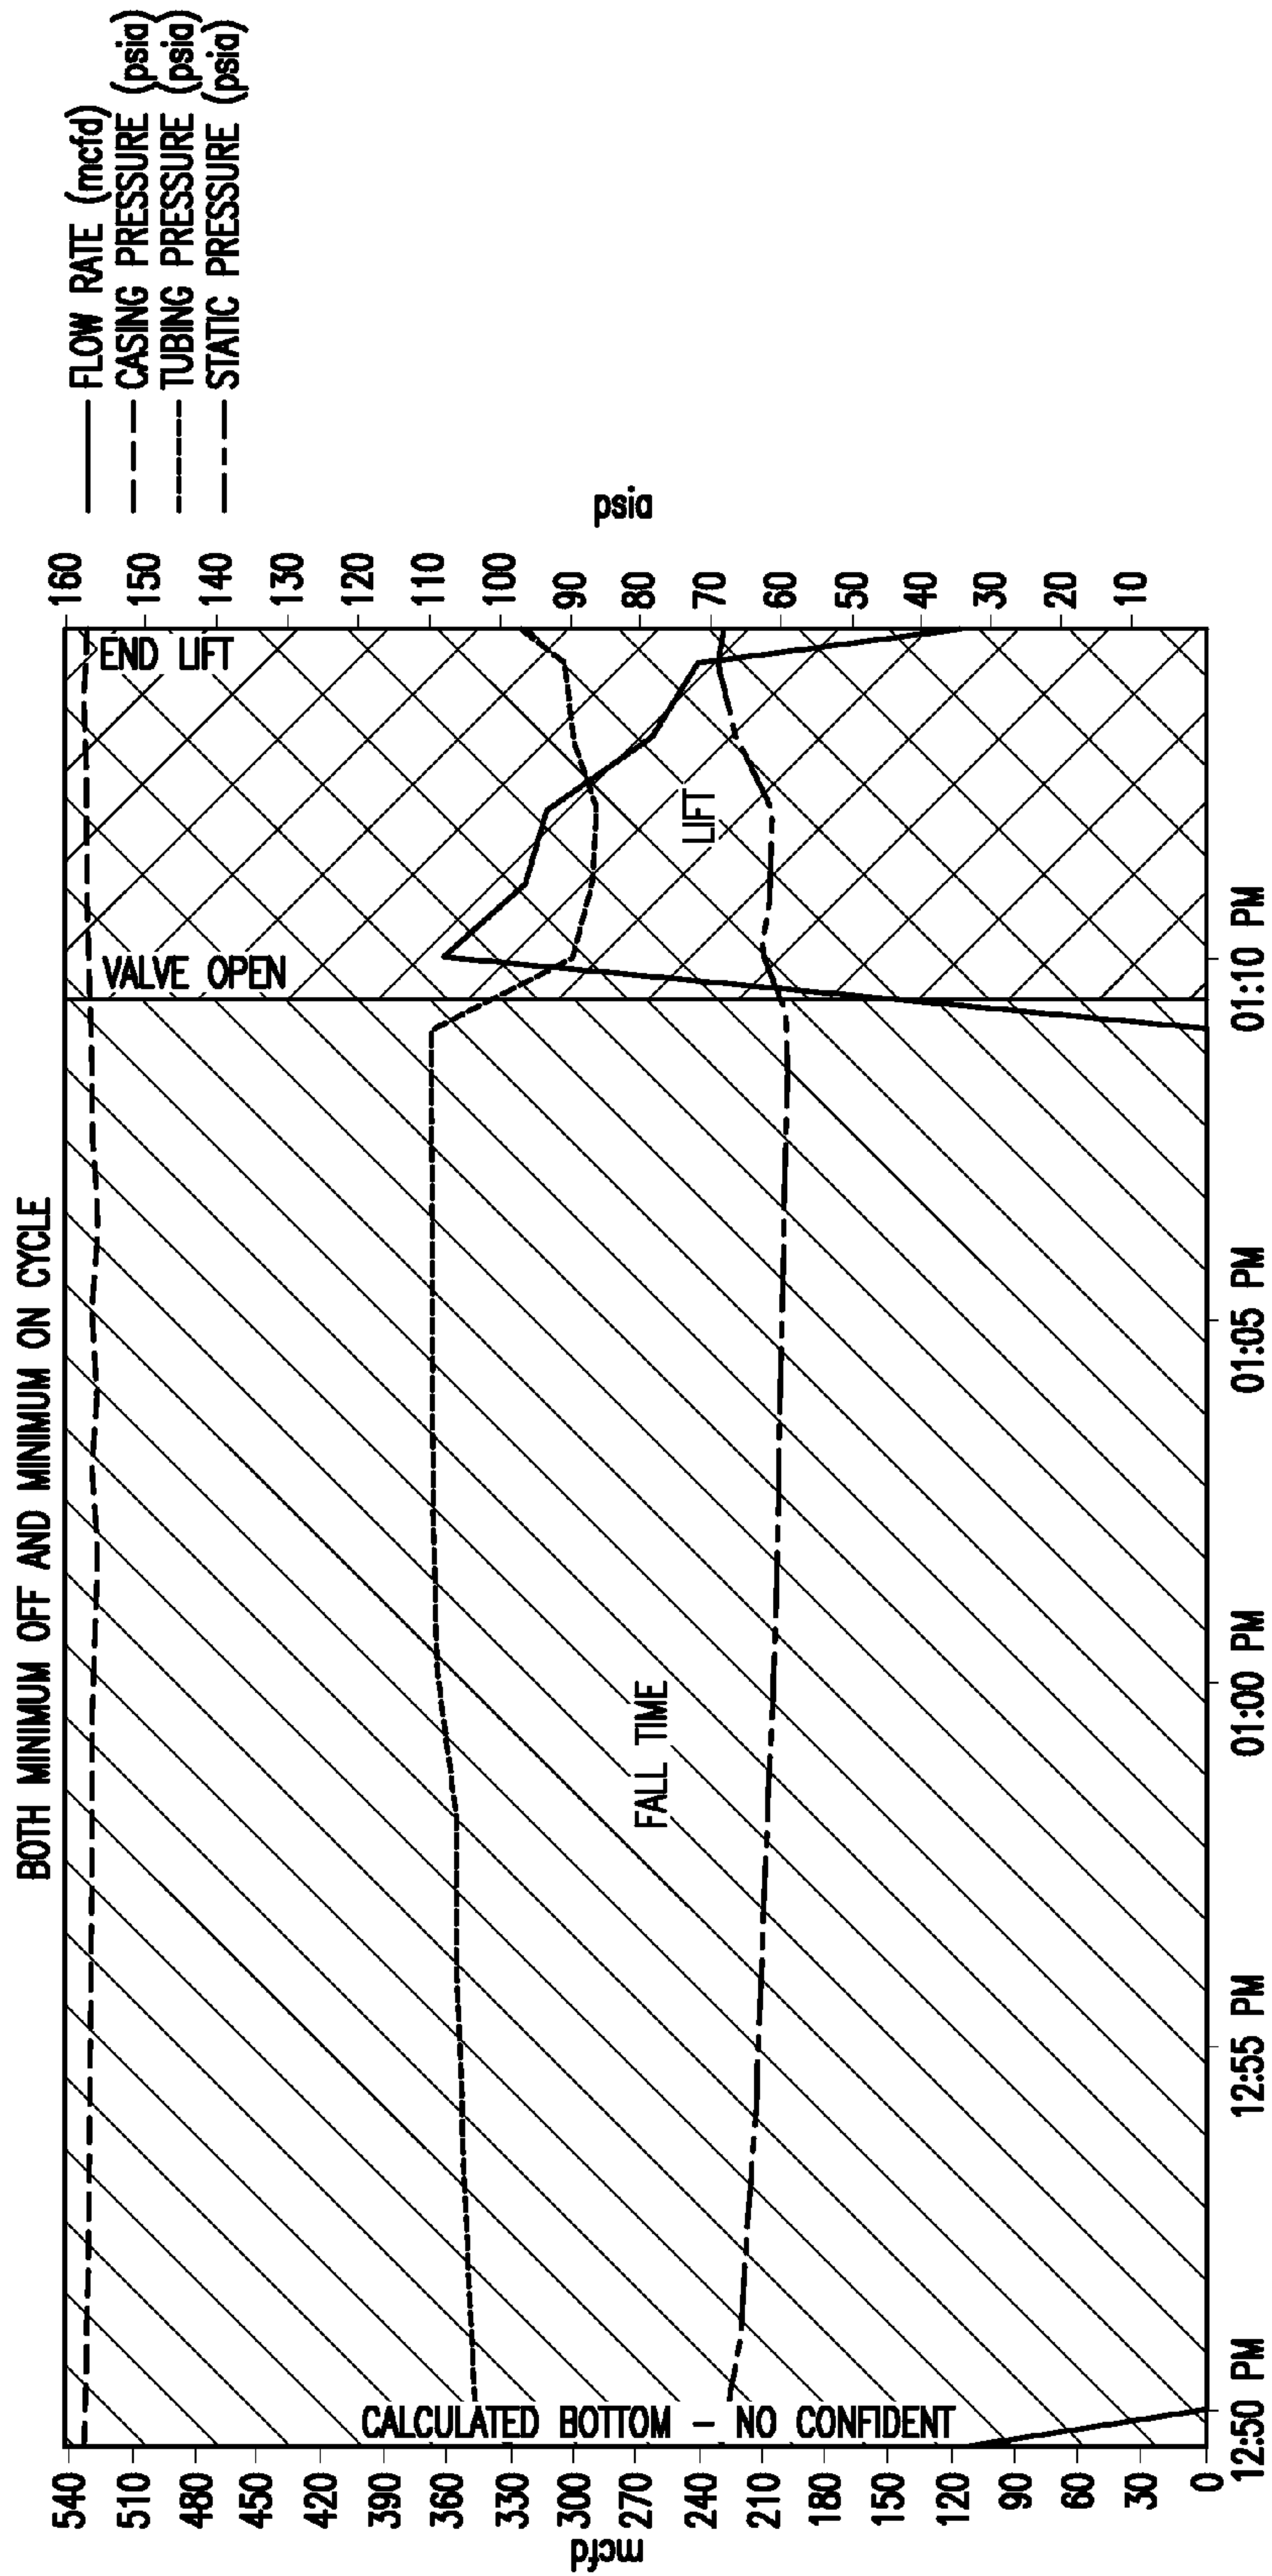 BOTH MINIMUM OFF AND MINIMUM ON CYCLE
FLOW RATE (mcfd)
CASING PRESSURE (psia)
TUBING PRESSURE (psia)
STATIC PRESSURE (psia)
mcfd
540
510
480
450
420
390
360
330
300
270
240
210
180
150
120
90
60
30
0
CALCULATED BOTTOM – NO CONFIDENT
FALL TIME
VALVE OPEN
LIFT
END LIFT
160
150
140
130
120
110
100
90
80
70
60
50
40
30
20
10
psia
12:50 PM
12:55 PM
01:00 PM
01:05 PM
01:10 PM